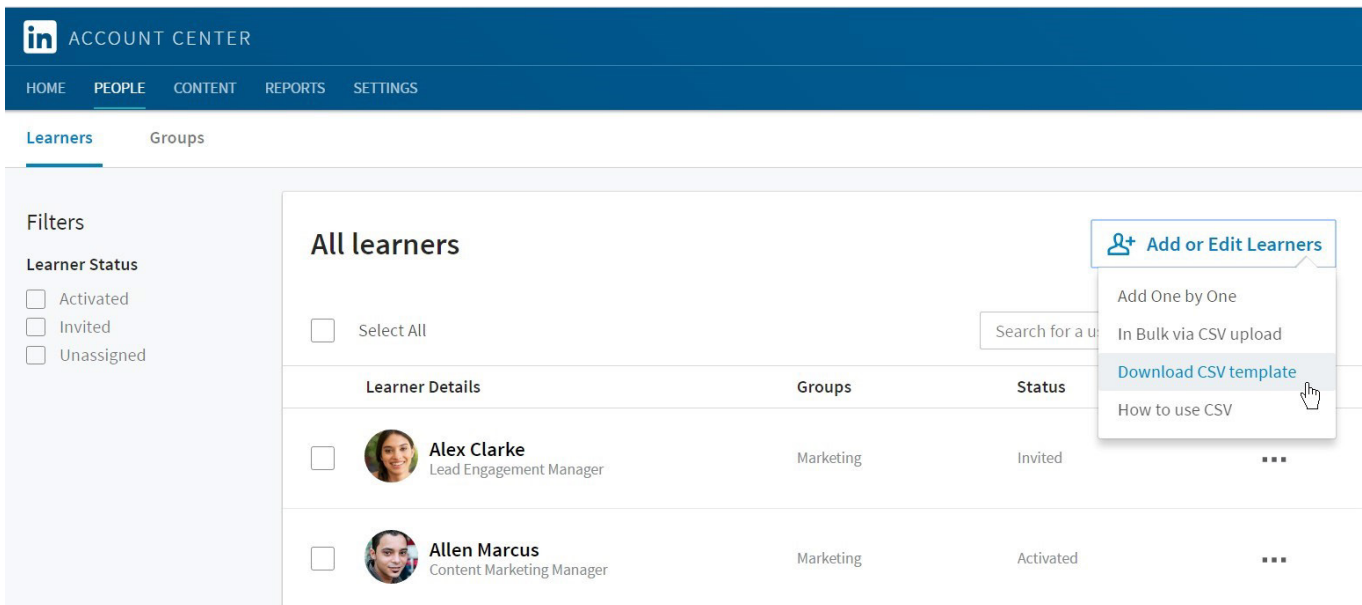 in ACCOUNT CENTER
HOME PEOPLE CONTENT REPORTS SETTINGS
Learners Groups
Filters
Learner Status
Activated
Invited
Unassigned
All learners
Add or Edit Learners
Add One by One
In Bulk via CSV upload
Download CSV template
How to use CSV
Select All
Search for a u
Learner Details Groups Status
Alex Clarke
Lead Engagement Manager
Marketing Invited
Allen Marcus
Content Marketing Manager
Marketing Activated